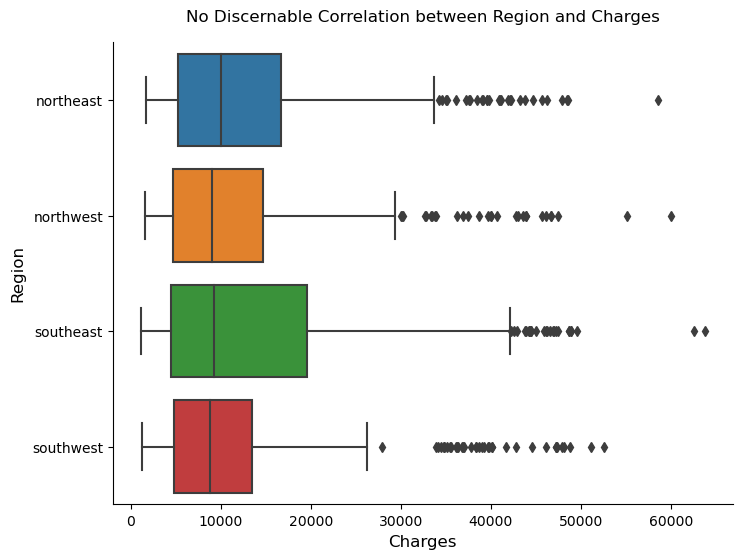 No Discernable Correlation between Region and Charges
northeast
northwest
southeast
southwest
Region
0 10000 20000 30000 40000 50000 60000
Charges